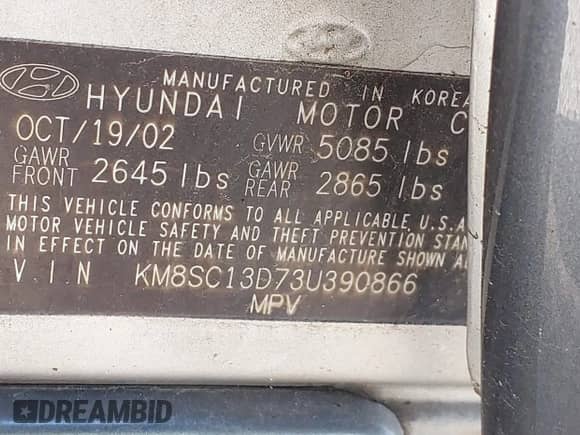 MANUFACTURED IN KOREA
HYUNDAI MOTOR C
OCT/19/02 GVWR 5085 lbs
GAWR FRONT 2645 lbs GAWR REAR 2865 lbs
THIS VEHICLE CONFORMS TO ALL APPLICABLE U.S.A
MOTOR VEHICLE SAFETY AND THEFT PREVENTION STAN
IN EFFECT ON THE DATE OF MANUFACTURE SHOWN A
VIN KM8SC13D73U390866
MPV
DREAMBID